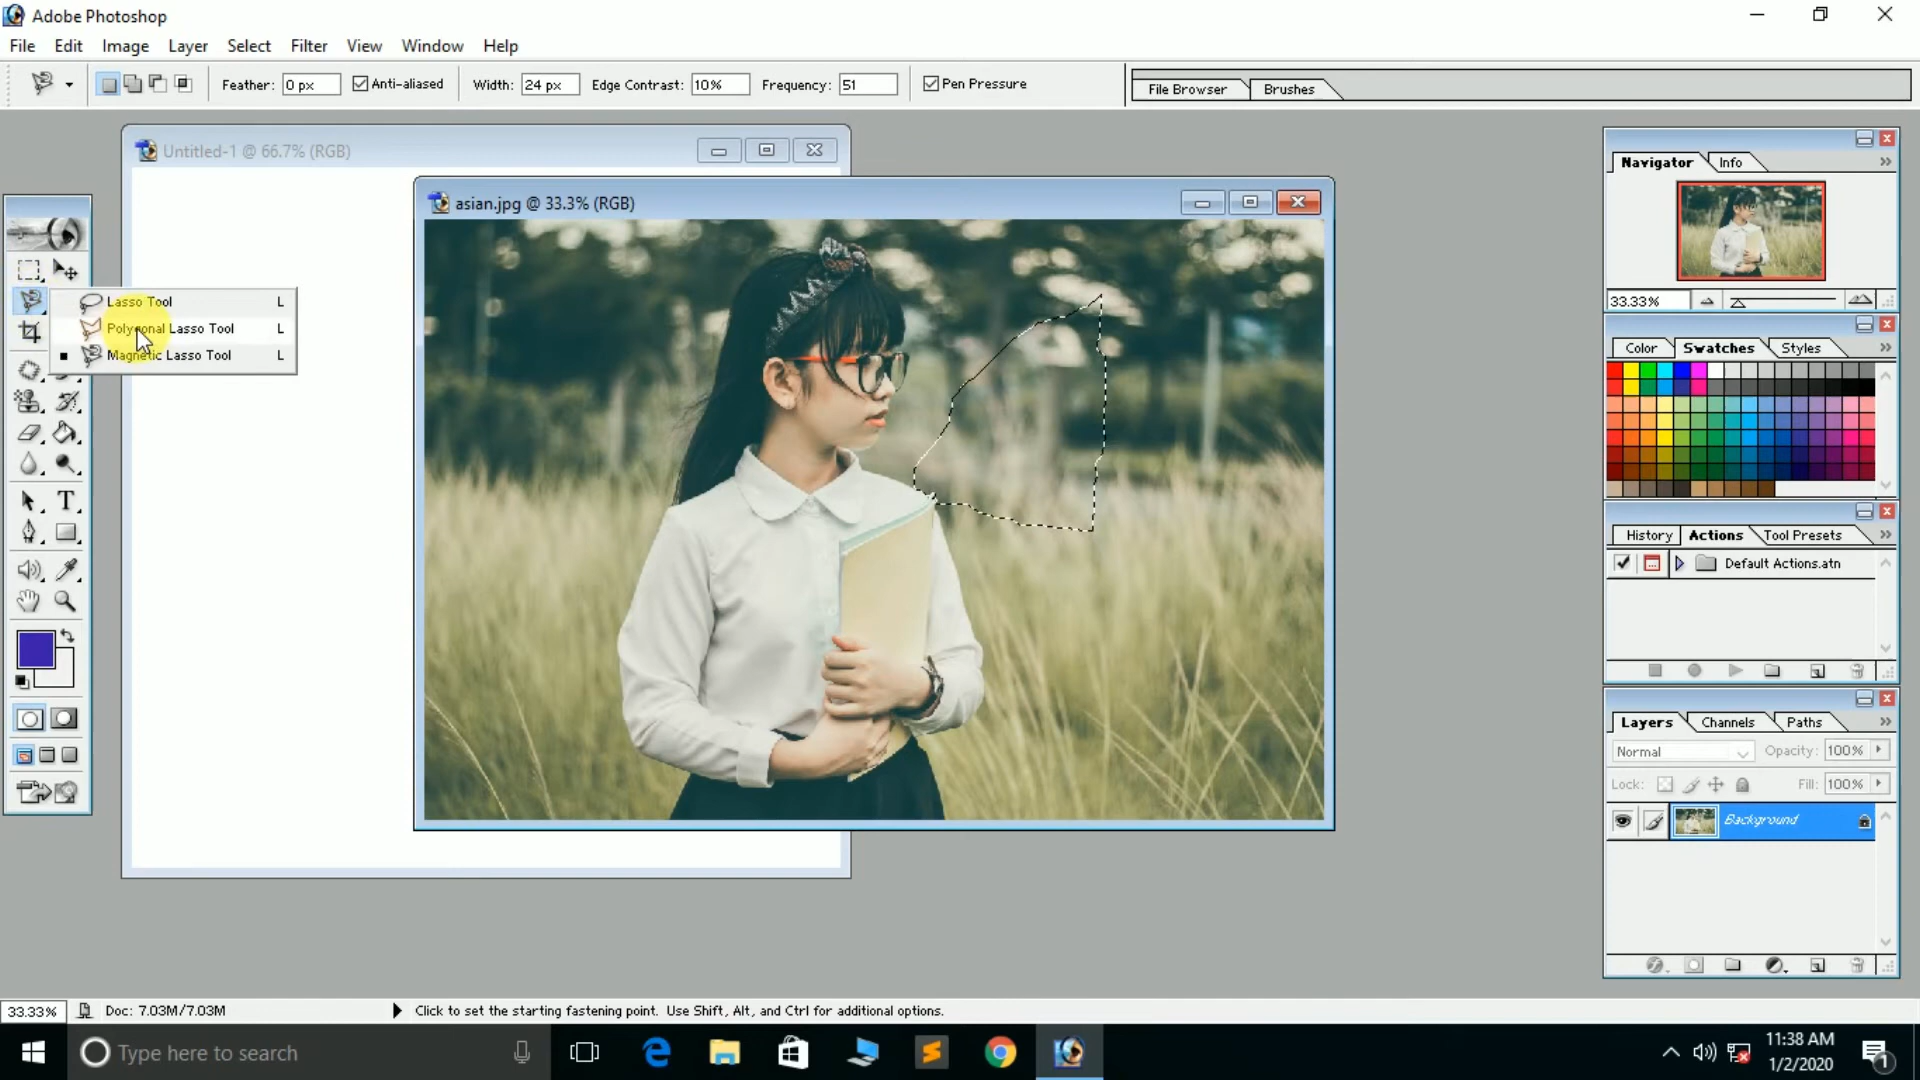 Adobe Photoshop
File Edit Image Layer Select Filter View Window Help
Feather: 0 px Anti-aliased Width: 24 px Edge Contrast: 10% Frequency: 51 Pen Pressure File Browser Brushes
Untitled-1 @ 66.7% (RGB)
asian.jpg @ 33.3% (RGB)
Lasso Tool L
Polygonal Lasso Tool L
Magnetic Lasso Tool L
T
Navigator Info
33.33%
Color Swatches Styles
History Actions Tool Presets
Default Actions.atn
Layers Channels Paths
Normal Opacity: 100%
Lock: Fill: 100%
Background
33.33% Doc: 7.03M/7.03M Click to set the starting fastening point. Use Shift, Alt, and Ctrl for additional options.
Type here to search
11:38 AM
1/2/2020
1